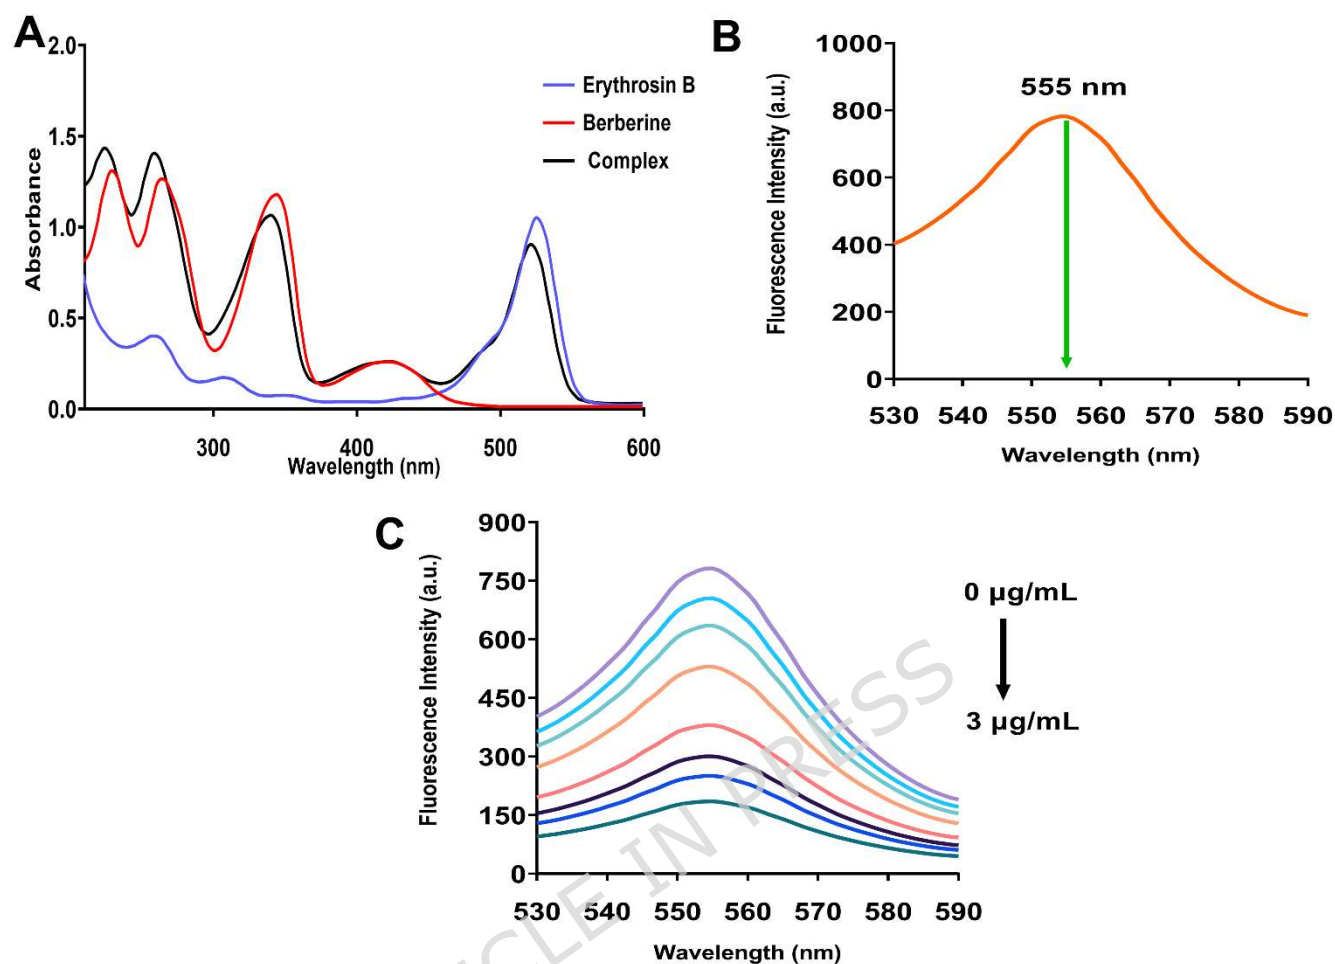 A
2.0
1.5
1.0
0.5
0.0
Absorbance
300
400
500
600
Wavelength (nm)
Erythrosin B
Berberine
Complex
B
1000
800
600
400
200
0
Fluorescence Intensity (a.u.)
555 nm
530
540
550
560
570
580
590
Wavelength (nm)
C
900
750
600
450
300
150
0
Fluorescence Intensity (a.u.)
530
540
550
560
570
580
590
Wavelength (nm)
0 µg/mL
3 µg/mL
CLE IN PRESS